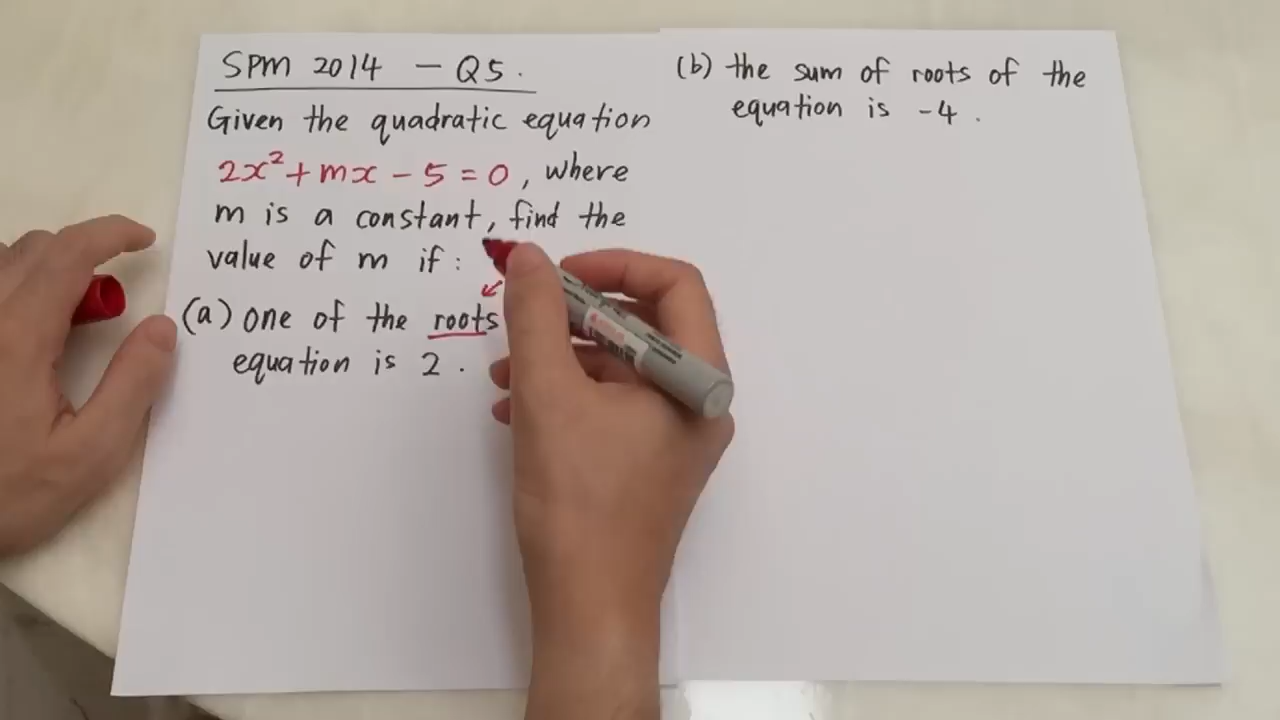 SPM 2014 – Q5.
Given the quadratic equation
2x² + mx – 5 = 0, where
m is a constant, find the
value of m if :
(a) one of the roots
equation is 2.
(b) the sum of roots of the
equation is -4.